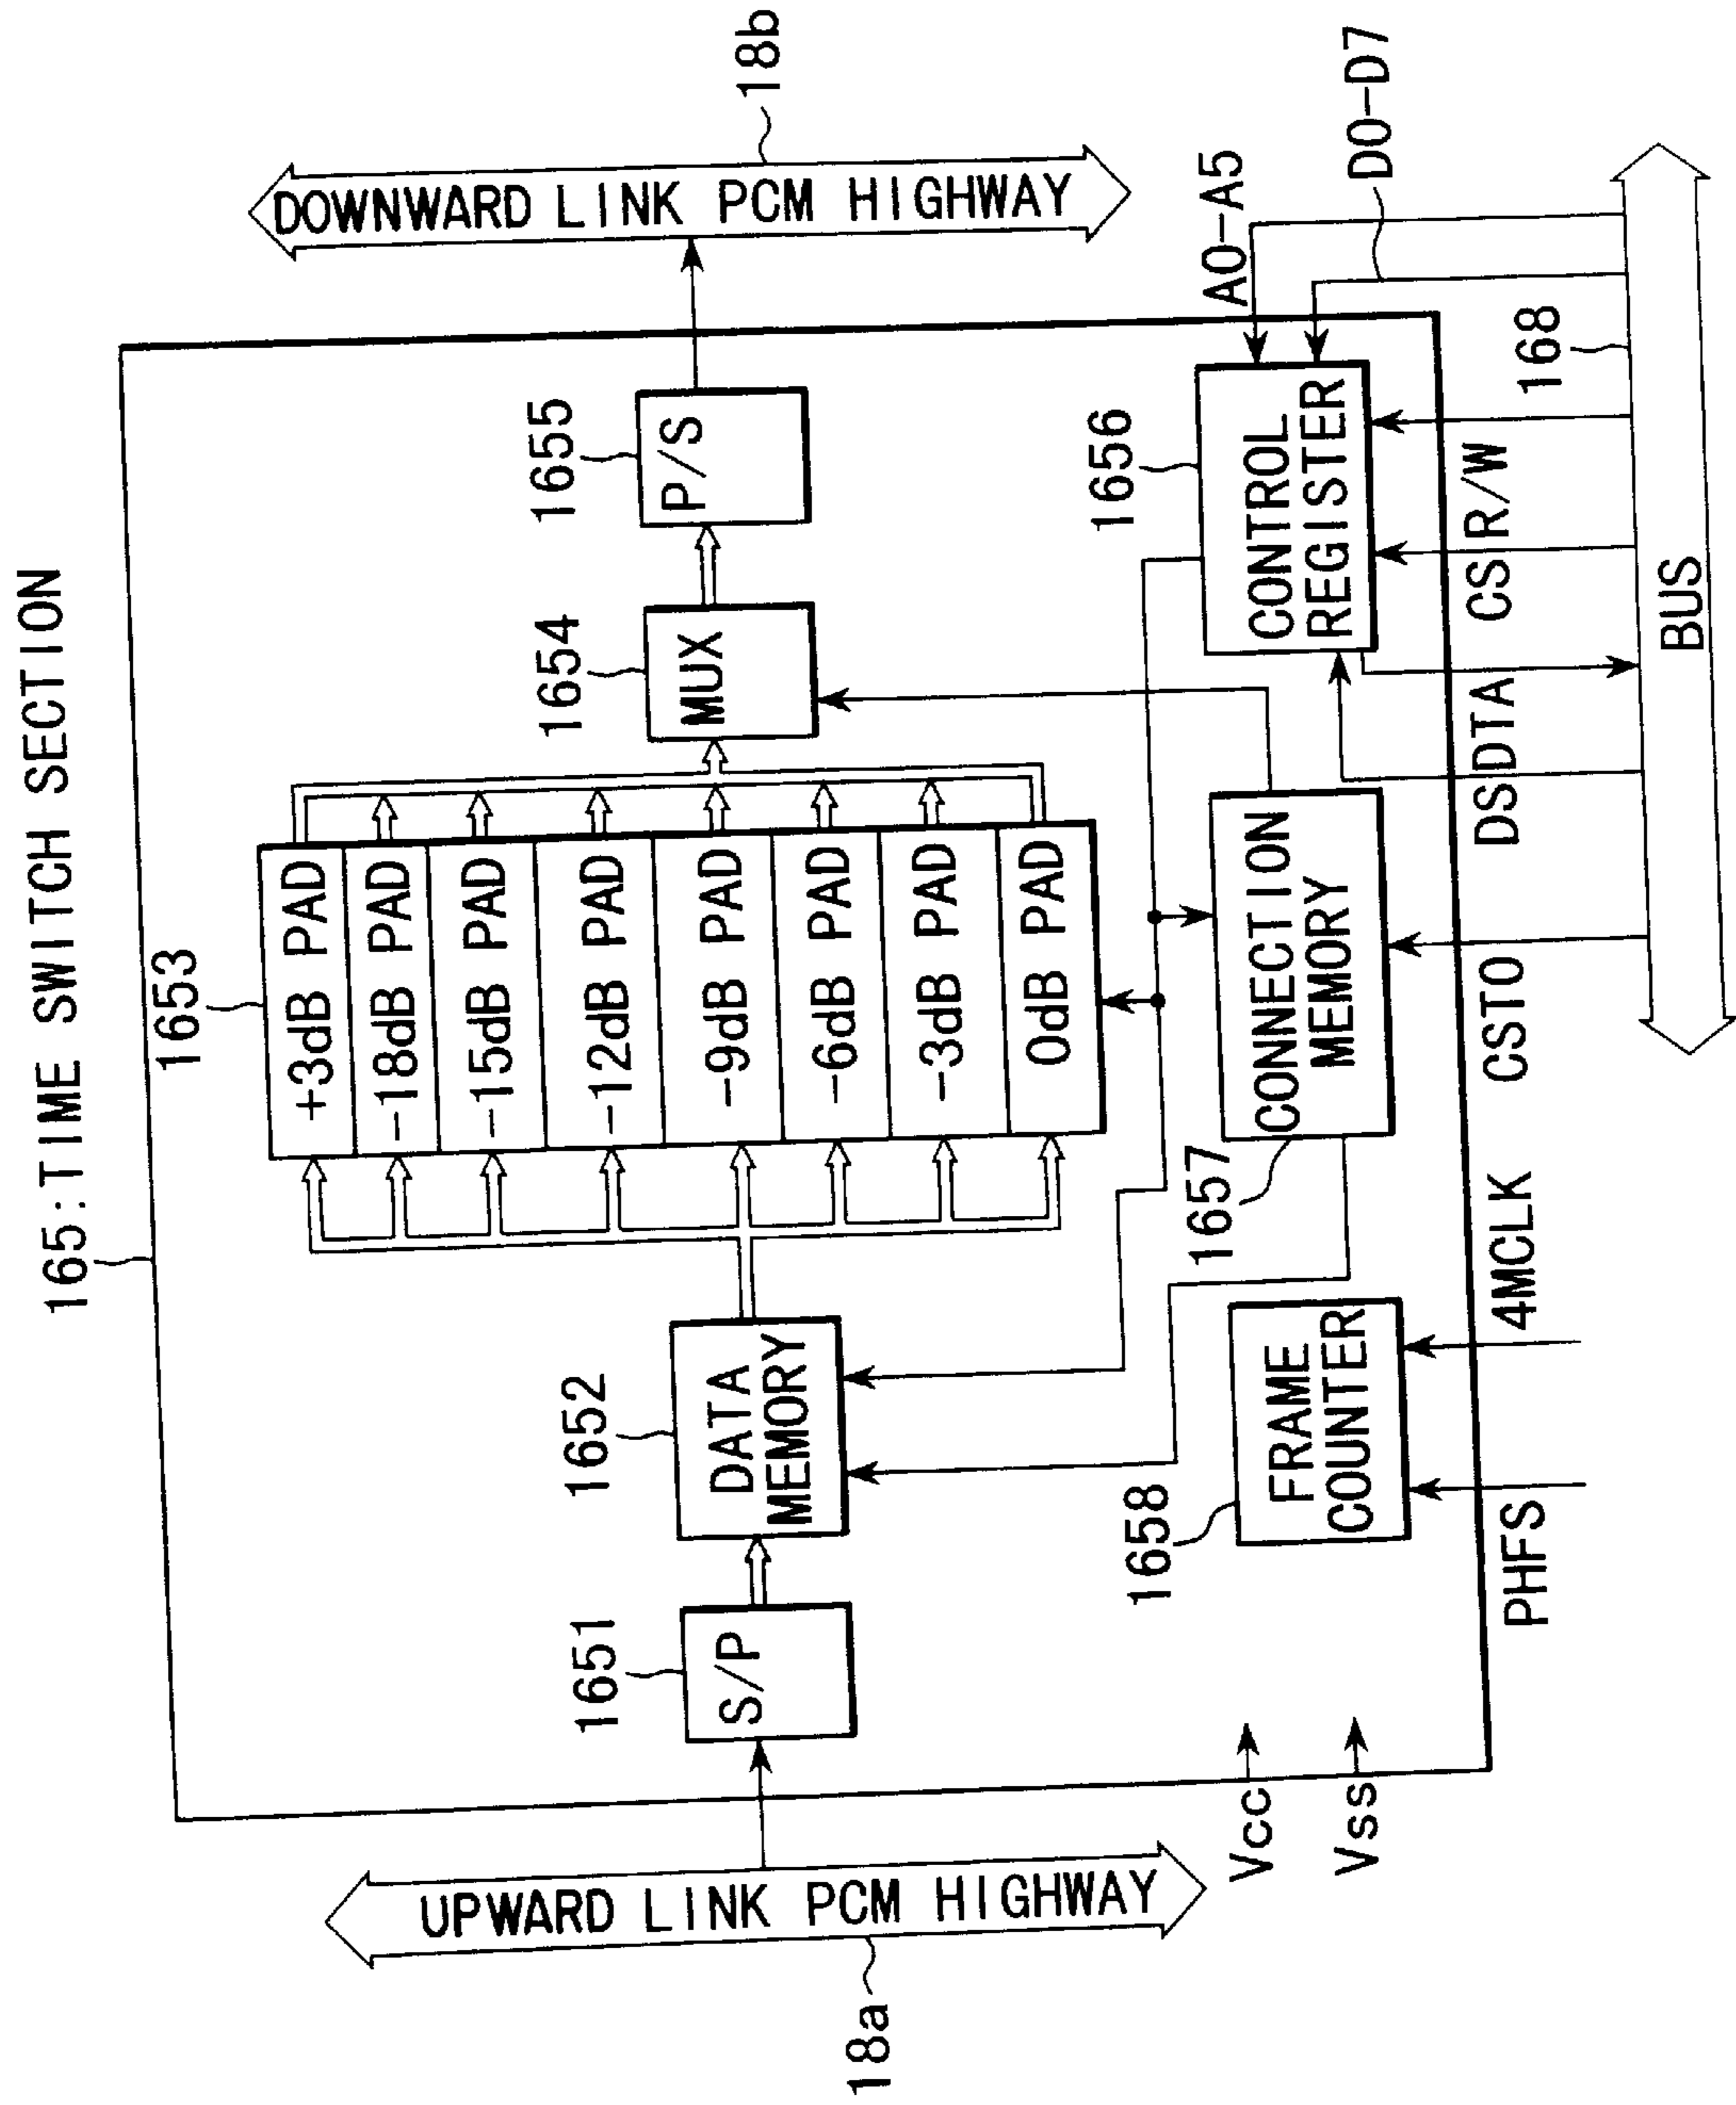 165:TIME SWITCH SECTION
1653
+3dB PAD
-18dB PAD
-15dB PAD
-12dB PAD
-9dB PAD
-6dB PAD
-3dB PAD
0dB PAD
1651
S/P
1652
DATA
MEMORY
1654
MUX
1655
P/S
UPWARD LINK PCM HIGHWAY
18a
DOWNWARD LINK PCM HIGHWAY
18b
1658
FRAME
COUNTER
1657
CONNECTION
MEMORY
1656
CONTROL
REGISTER
A0-A5
D0-D7
Vcc
Vss
PHFS
4MCLK
CSTO
DSDTA
CS
R/W
168
BUS